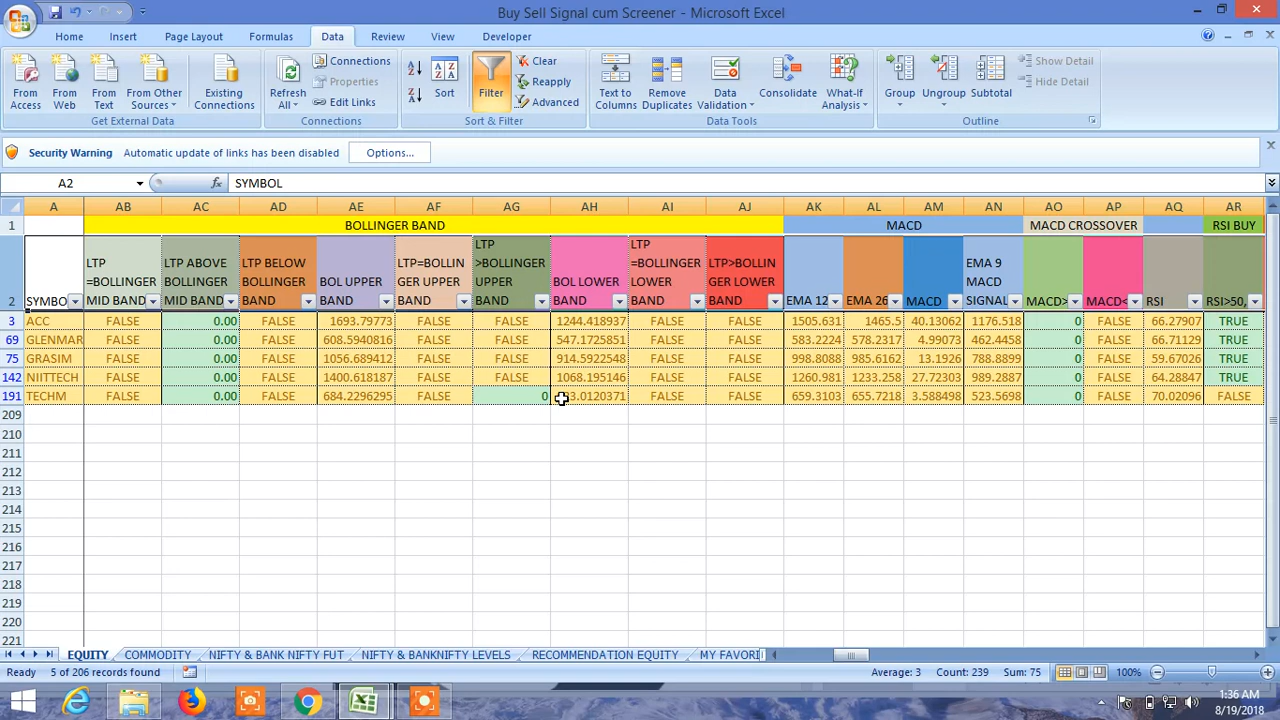 Buy Sell Signal cum Screener - Microsoft Excel
Home Insert Page Layout Formulas Data Review View Developer
From Access From Web From Text From Other Sources Existing Connections Refresh All Connections Properties Edit Links Sort Filter Clear Reapply Advanced Text to Columns Remove Duplicates Data Validation Consolidate What-If Analysis Group Ungroup Subtotal Show Detail Hide Detail
Get External Data Connections Sort & Filter Data Tools Outline
Security Warning Automatic update of links has been disabled Options...
A2 fx SYMBOL
A AB AC AD AE AF AG AH AI AJ AK AL AM AN AO AP AQ AR
1 BOLLINGER BAND MACD MACD CROSSOVER RSI BUY
2 SYMBO LTP =BOLLINGER MID BAND LTP ABOVE BOLLINGER MID BAND LTP BELOW BOLLINGER BAND BOL UPPER BAND LTP=BOLLIN GER UPPER BAND LTP >BOLLINGER UPPER BAND BOL LOWER BAND LTP =BOLLINGER LOWER BAND LTP>BOLLIN GER LOWER BAND EMA 12 EMA 26 MACD EMA 9 MACD SIGNAL MACD> MACD< RSI RSI>50,
3 ACC FALSE 0.00 FALSE 1693.79773 FALSE FALSE 1244.418937 FALSE FALSE 1505.631 1465.5 40.13062 1176.518 0 FALSE 66.27907 TRUE
69 GLENMAR FALSE 0.00 FALSE 608.5940816 FALSE FALSE 547.1725851 FALSE FALSE 583.2224 578.2317 4.99073 462.4458 0 FALSE 66.71129 TRUE
75 GRASIM FALSE 0.00 FALSE 1056.689412 FALSE FALSE 914.5922548 FALSE FALSE 998.8088 985.6162 13.1926 788.8899 0 FALSE 59.67026 TRUE
142 NIITTECH FALSE 0.00 FALSE 1400.618187 FALSE FALSE 1068.195146 FALSE FALSE 1260.981 1233.258 27.72303 989.2887 0 FALSE 64.28847 TRUE
191 TECHM FALSE 0.00 FALSE 684.2296295 FALSE 0 3.0120371 FALSE FALSE 659.3103 655.7218 3.588498 523.5698 0 FALSE 70.02096 FALSE
209
210
211
212
213
214
215
216
217
218
219
220
221
EQUITY COMMODITY NIFTY & BANK NIFTY FUT NIFTY & BANKNIFTY LEVELS RECOMMENDATION EQUITY MY FAVORI
Ready 5 of 206 records found Average: 3 Count: 239 Sum: 75 100%
1:36 AM
8/19/2018